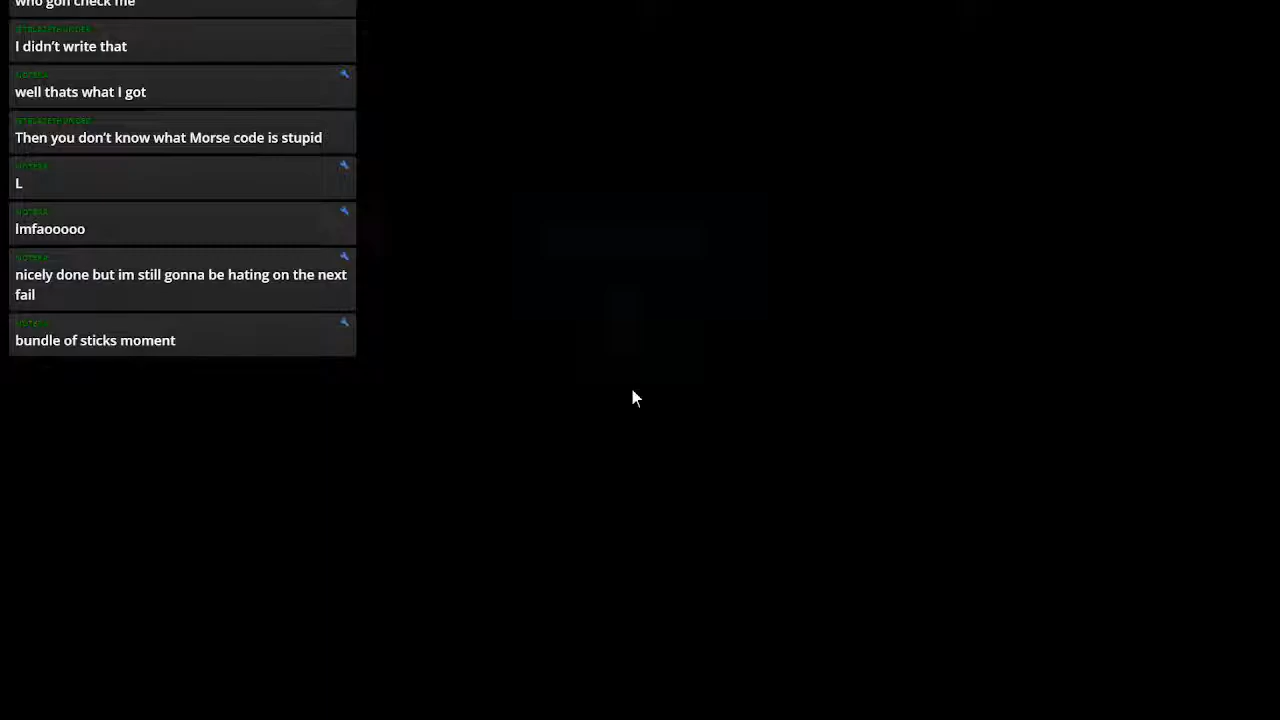 who gon check me
I didn't write that
well thats what I got
Then you don't know what Morse code is stupid
L
lmfaooooo
nicely done but im still gonna be hating on the next
fail
bundle of sticks moment